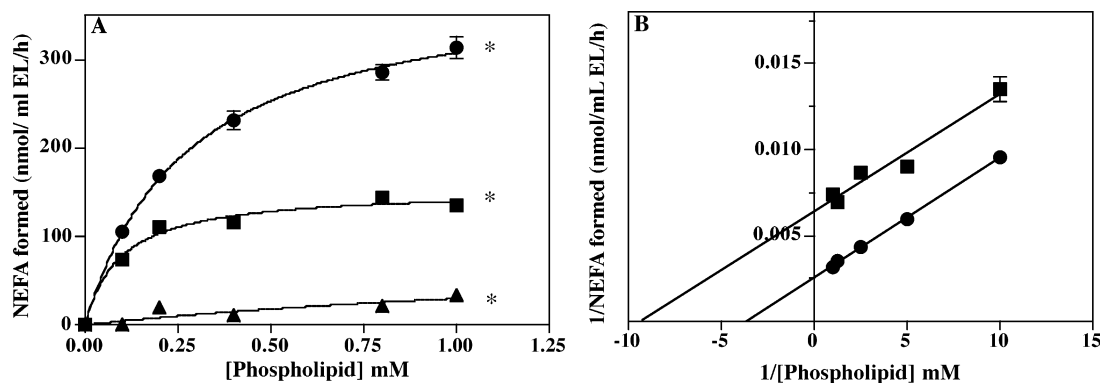 A
NEFA formed (nmol/ ml EL/h)
300
200
100
0
0.00 0.25 0.50 0.75 1.00 1.25
[Phospholipid] mM
* 
*
*
B
1/NEFA formed (nmol/mL EL/h)
0.015
0.010
0.005
-10 -5 0 5 10 15
1/[Phospholipid] mM